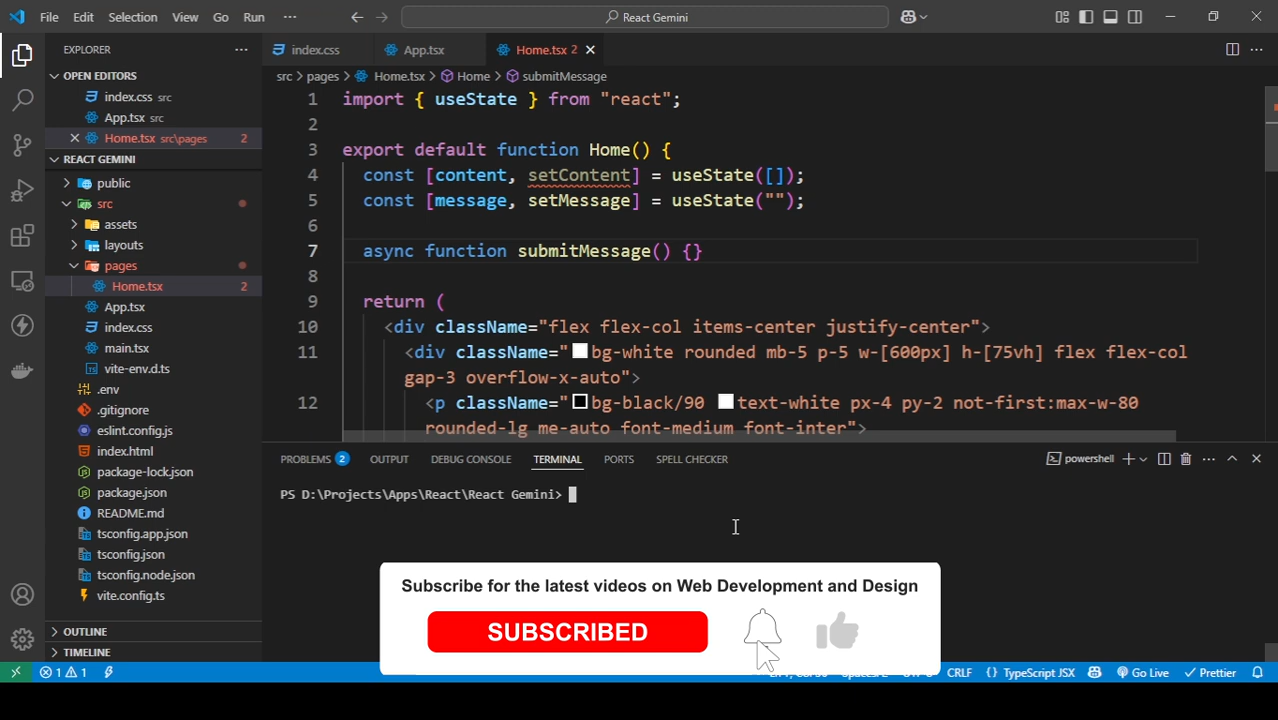 File Edit Selection View Go Run ··· React Gemini
EXPLORER ···
OPEN EDITORS
index.css src
App.tsx src
Home.tsx src\pages 2
REACT GEMINI
public
src
assets
layouts
pages
Home.tsx 2
App.tsx
index.css
main.tsx
vite-env.d.ts
.env
.gitignore
eslint.config.js
index.html
package-lock.json
package.json
README.md
tsconfig.app.json
tsconfig.json
tsconfig.node.json
vite.config.ts
OUTLINE
TIMELINE
index.css App.tsx Home.tsx 2
src > pages > Home.tsx > Home > submitMessage
1 import { useState } from "react";
2
3 export default function Home() {
4 const [content, setContent] = useState([]);
5 const [message, setMessage] = useState("");
6
7 async function submitMessage() {}
8
9 return (
10 <div className="flex flex-col items-center justify-center">
11 <div className="bg-white rounded mb-5 p-5 w-[600px] h-[75vh] flex flex-col
gap-3 overflow-x-auto">
12 <p className="bg-black/90 text-white px-4 py-2 not-first:max-w-80
rounded-lg me-auto font-medium font-inter">
PROBLEMS 2 OUTPUT DEBUG CONSOLE TERMINAL PORTS SPELL CHECKER powershell
PS D:\Projects\Apps\React\React Gemini>
Subscribe for the latest videos on Web Development and Design
SUBSCRIBED
1 1 CRLF {} TypeScript JSX Go Live Prettier